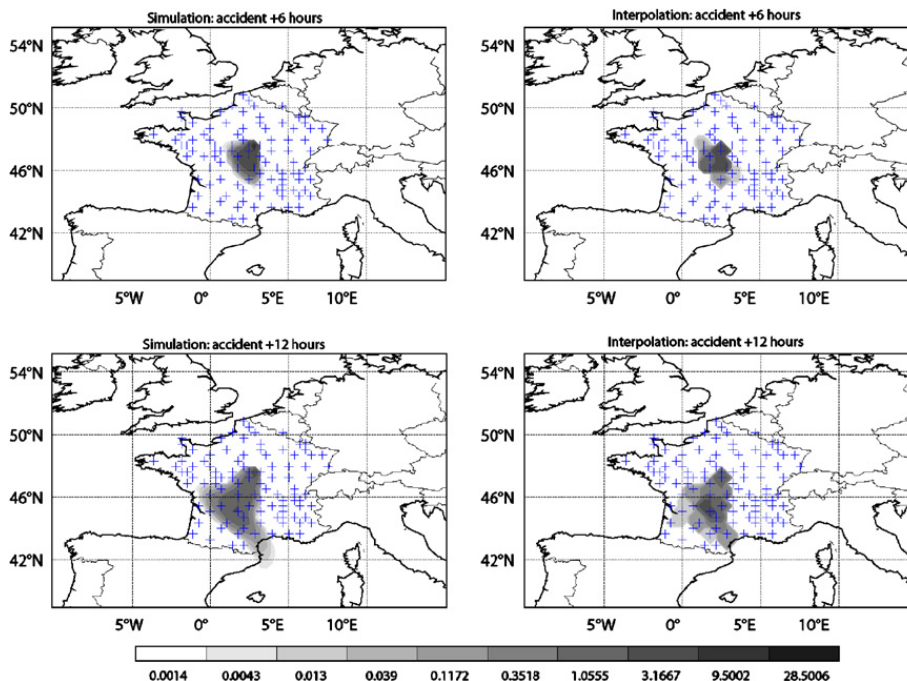 Simulation: accident +6 hours
Interpolation: accident +6 hours
54°N
54°N
50°N
50°N
46°N
46°N
42°N
42°N
5°W 0° 5°E 10°E
5°W 0° 5°E 10°E
Simulation: accident +12 hours
Interpolation: accident +12 hours
54°N
54°N
50°N
50°N
46°N
46°N
42°N
42°N
5°W 0° 5°E 10°E
5°W 0° 5°E 10°E
0.0014 0.0043 0.013 0.039 0.1172 0.3518 1.0555 3.1667 9.5002 28.5006